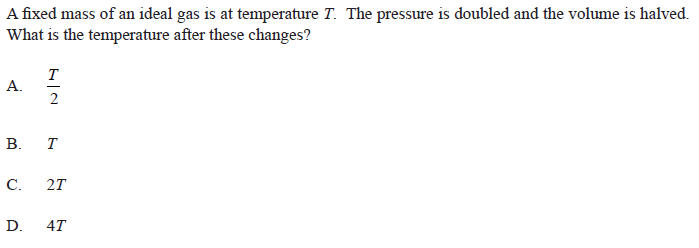 A fixed mass of an ideal gas is at temperature T. The pressure is doubled and the volume is halved.
What is the temperature after these changes?
A. T/2
B. T
C. 2T
D. 4T